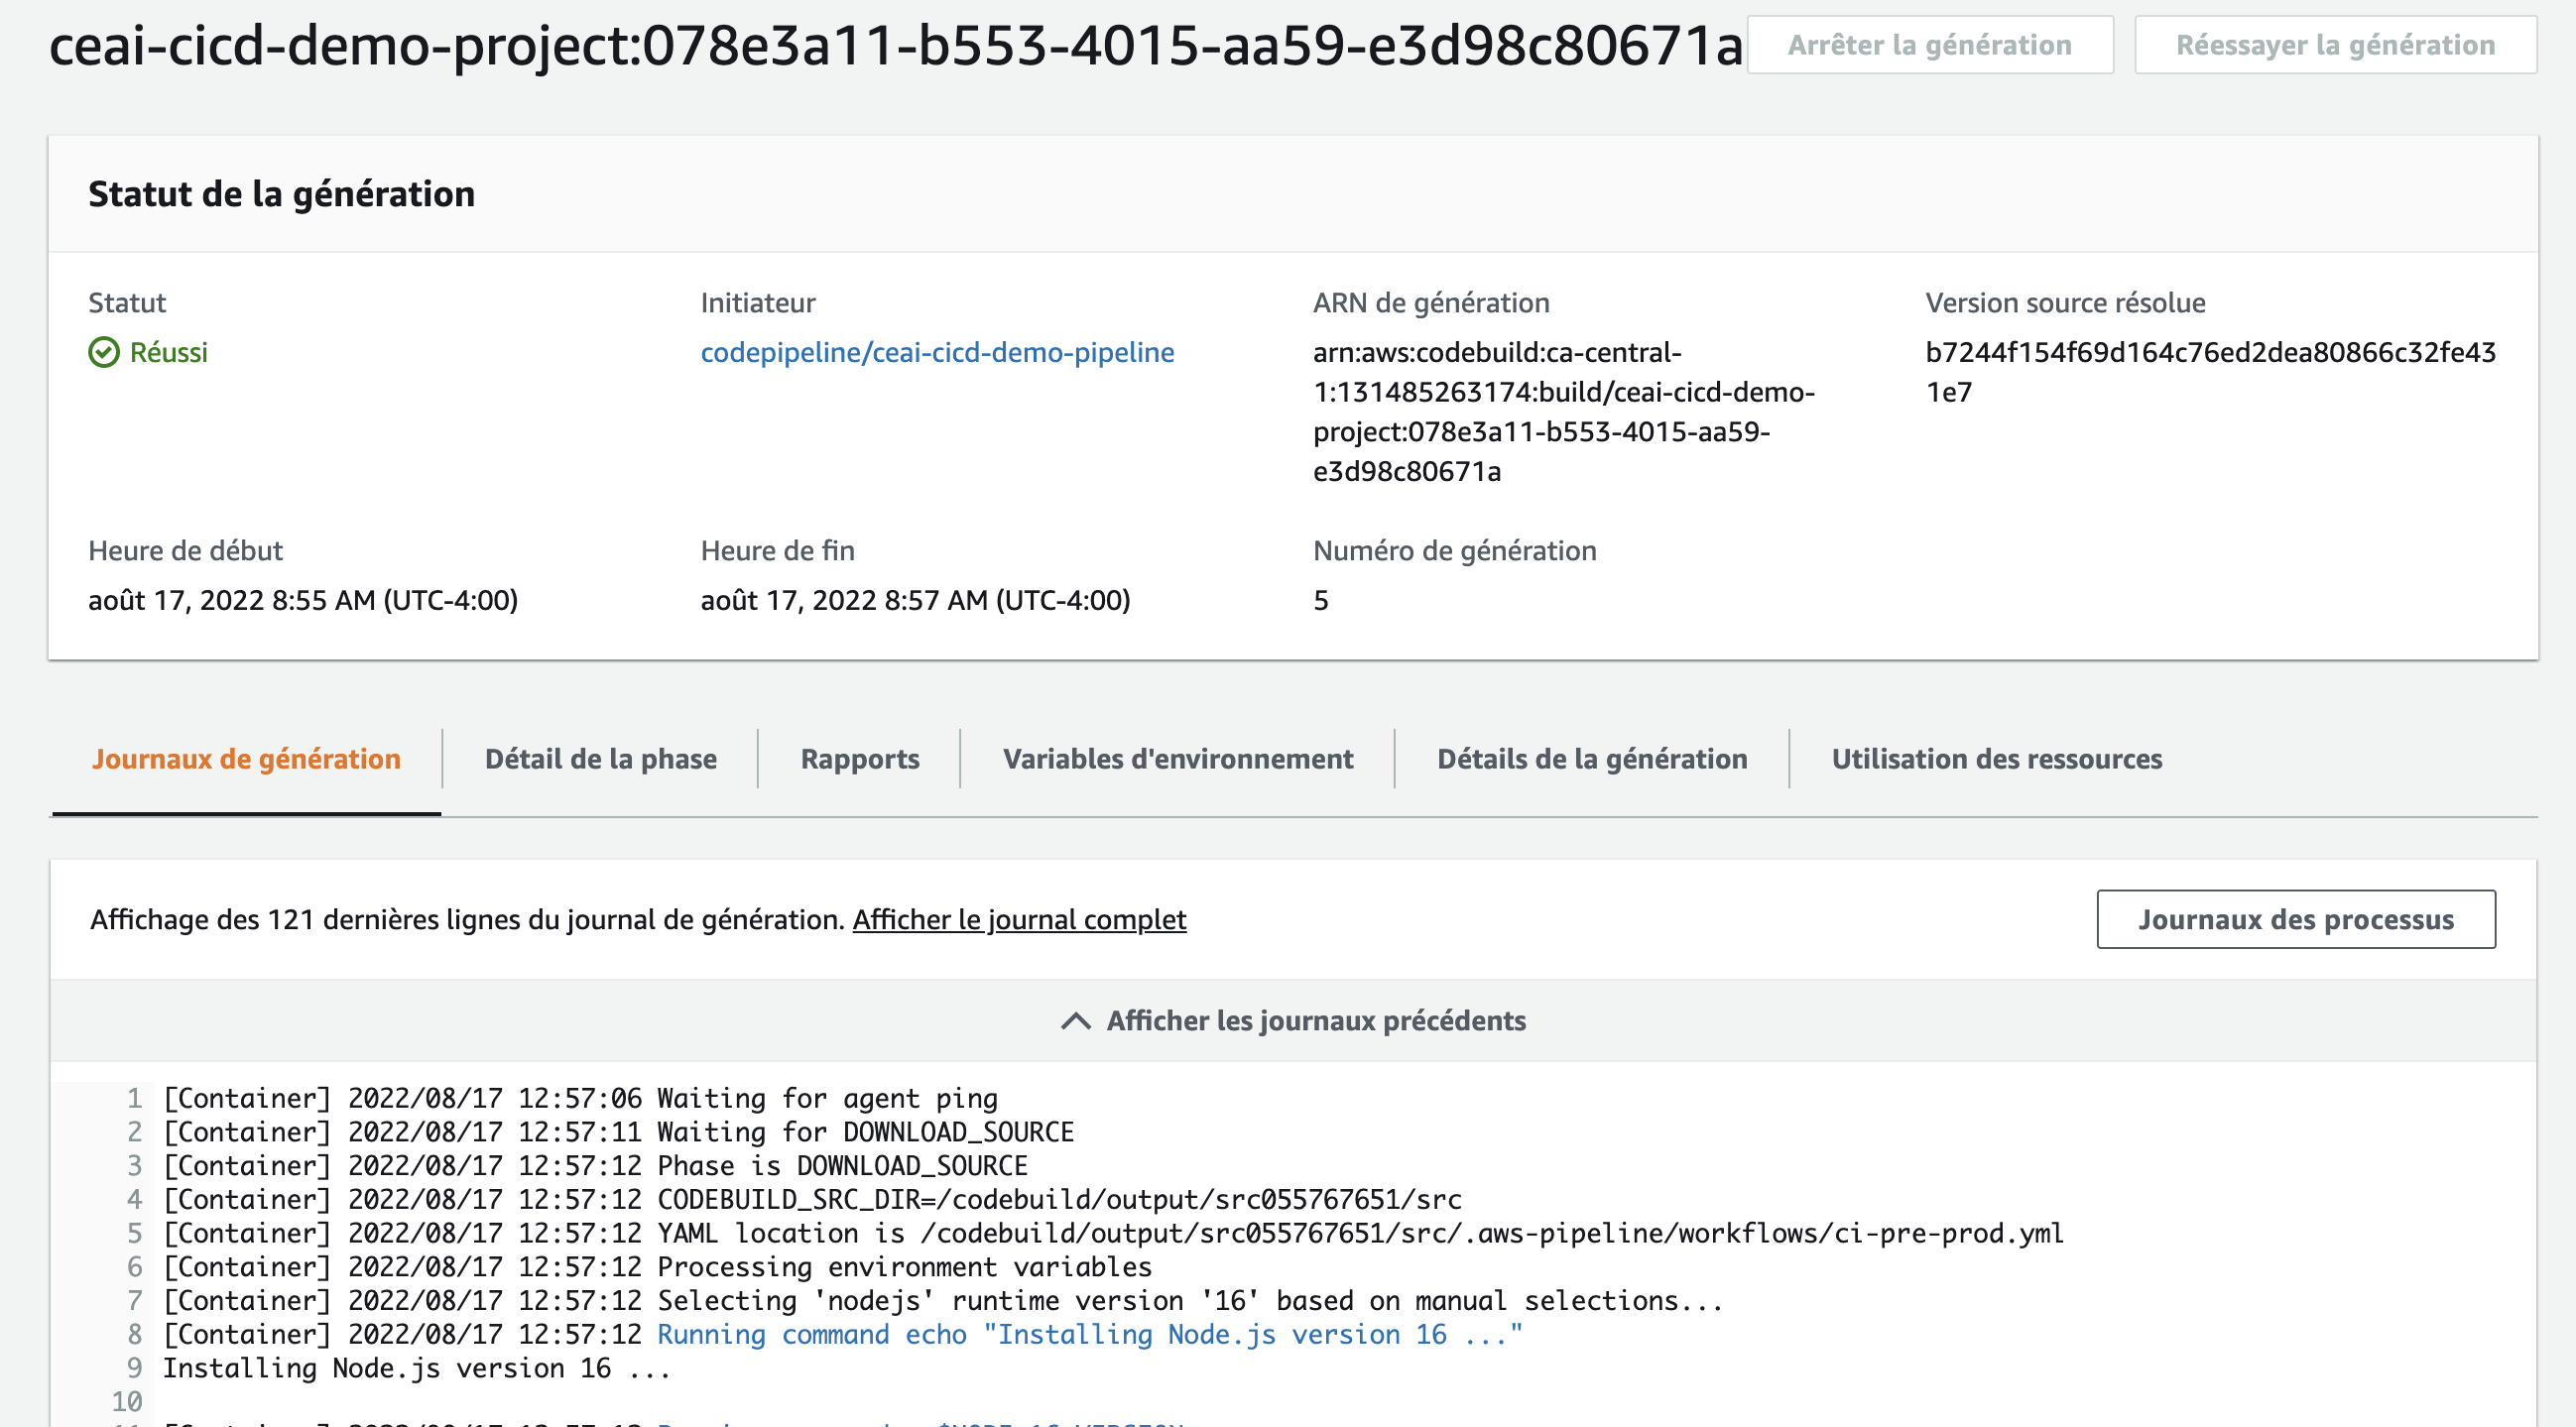 ceai-cicd-demo-project:078e3a11-b553-4015-aa59-e3d98c80671a
Arrêter la génération
Réessayer la génération
Statut de la génération
Statut
Réussi
Initiateur
codepipeline/ceai-cicd-demo-pipeline
ARN de génération
arn:aws:codebuild:ca-central-
1:131485263174:build/ceai-cicd-demo-
project:078e3a11-b553-4015-aa59-
e3d98c80671a
Version source résolue
b7244f154f69d164c76ed2dea80866c32fe43
1e7
Heure de début
août 17, 2022 8:55 AM (UTC-4:00)
Heure de fin
août 17, 2022 8:57 AM (UTC-4:00)
Numéro de génération
5
Journaux de génération
Détail de la phase
Rapports
Variables d'environnement
Détails de la génération
Utilisation des ressources
Affichage des 121 dernières lignes du journal de génération. Afficher le journal complet
Journaux des processus
Afficher les journaux précédents
1 [Container] 2022/08/17 12:57:06 Waiting for agent ping
2 [Container] 2022/08/17 12:57:11 Waiting for DOWNLOAD_SOURCE
3 [Container] 2022/08/17 12:57:12 Phase is DOWNLOAD_SOURCE
4 [Container] 2022/08/17 12:57:12 CODEBUILD_SRC_DIR=/codebuild/output/src055767651/src
5 [Container] 2022/08/17 12:57:12 YAML location is /codebuild/output/src055767651/src/.aws-pipeline/workflows/ci-pre-prod.yml
6 [Container] 2022/08/17 12:57:12 Processing environment variables
7 [Container] 2022/08/17 12:57:12 Selecting 'nodejs' runtime version '16' based on manual selections...
8 [Container] 2022/08/17 12:57:12 Running command echo "Installing Node.js version 16 ..."
9 Installing Node.js version 16 ...
10